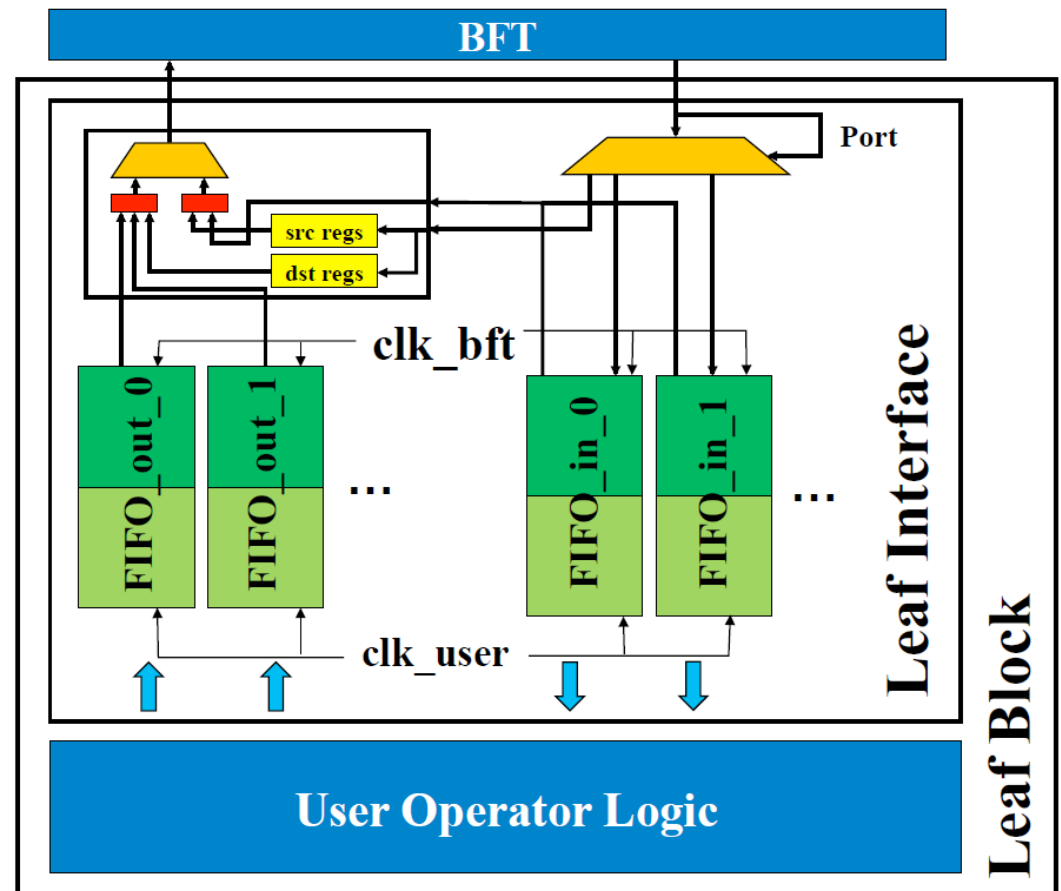 BFT
Port
src regs
dst regs
clk_bft
FIFO_out_0
FIFO_out_1
...
FIFO_in_0
FIFO_in_1
...
clk_user
Leaf Interface
Leaf Block
User Operator Logic